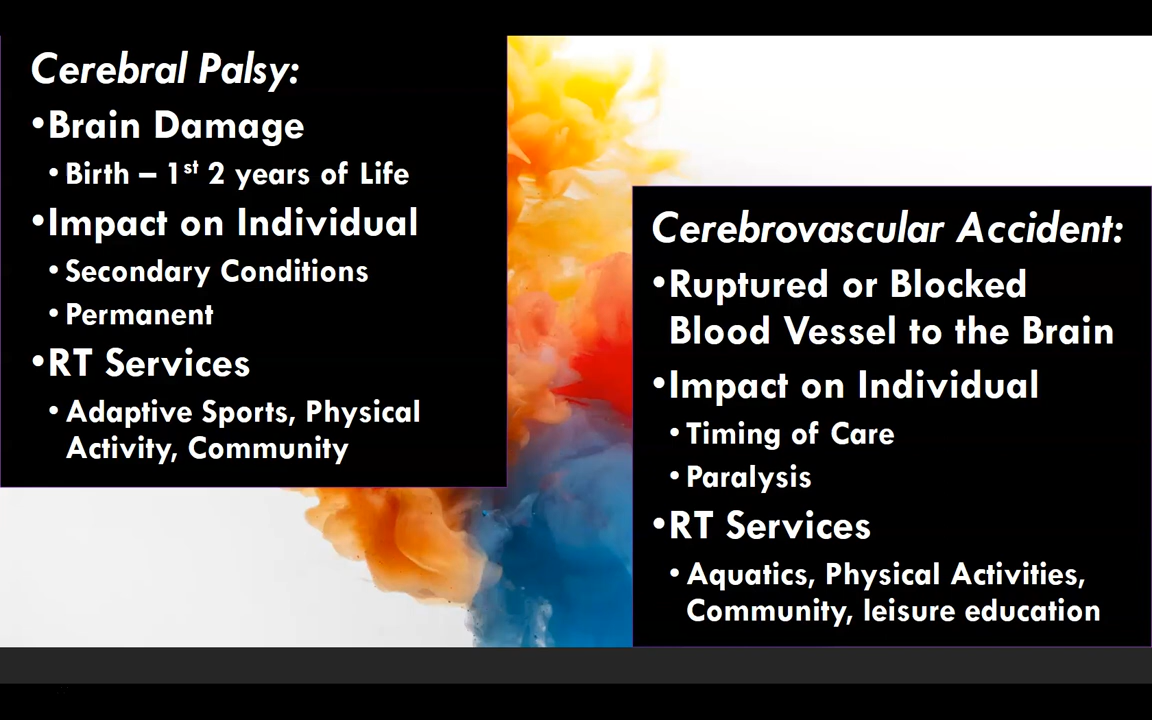 Cerebral Palsy:
•Brain Damage
•Birth – 1st 2 years of Life
•Impact on Individual
•Secondary Conditions
•Permanent
•RT Services
•Adaptive Sports, Physical
Activity, Community
Cerebrovascular Accident:
•Ruptured or Blocked
Blood Vessel to the Brain
•Impact on Individual
•Timing of Care
•Paralysis
•RT Services
•Aquatics, Physical Activities,
Community, leisure education